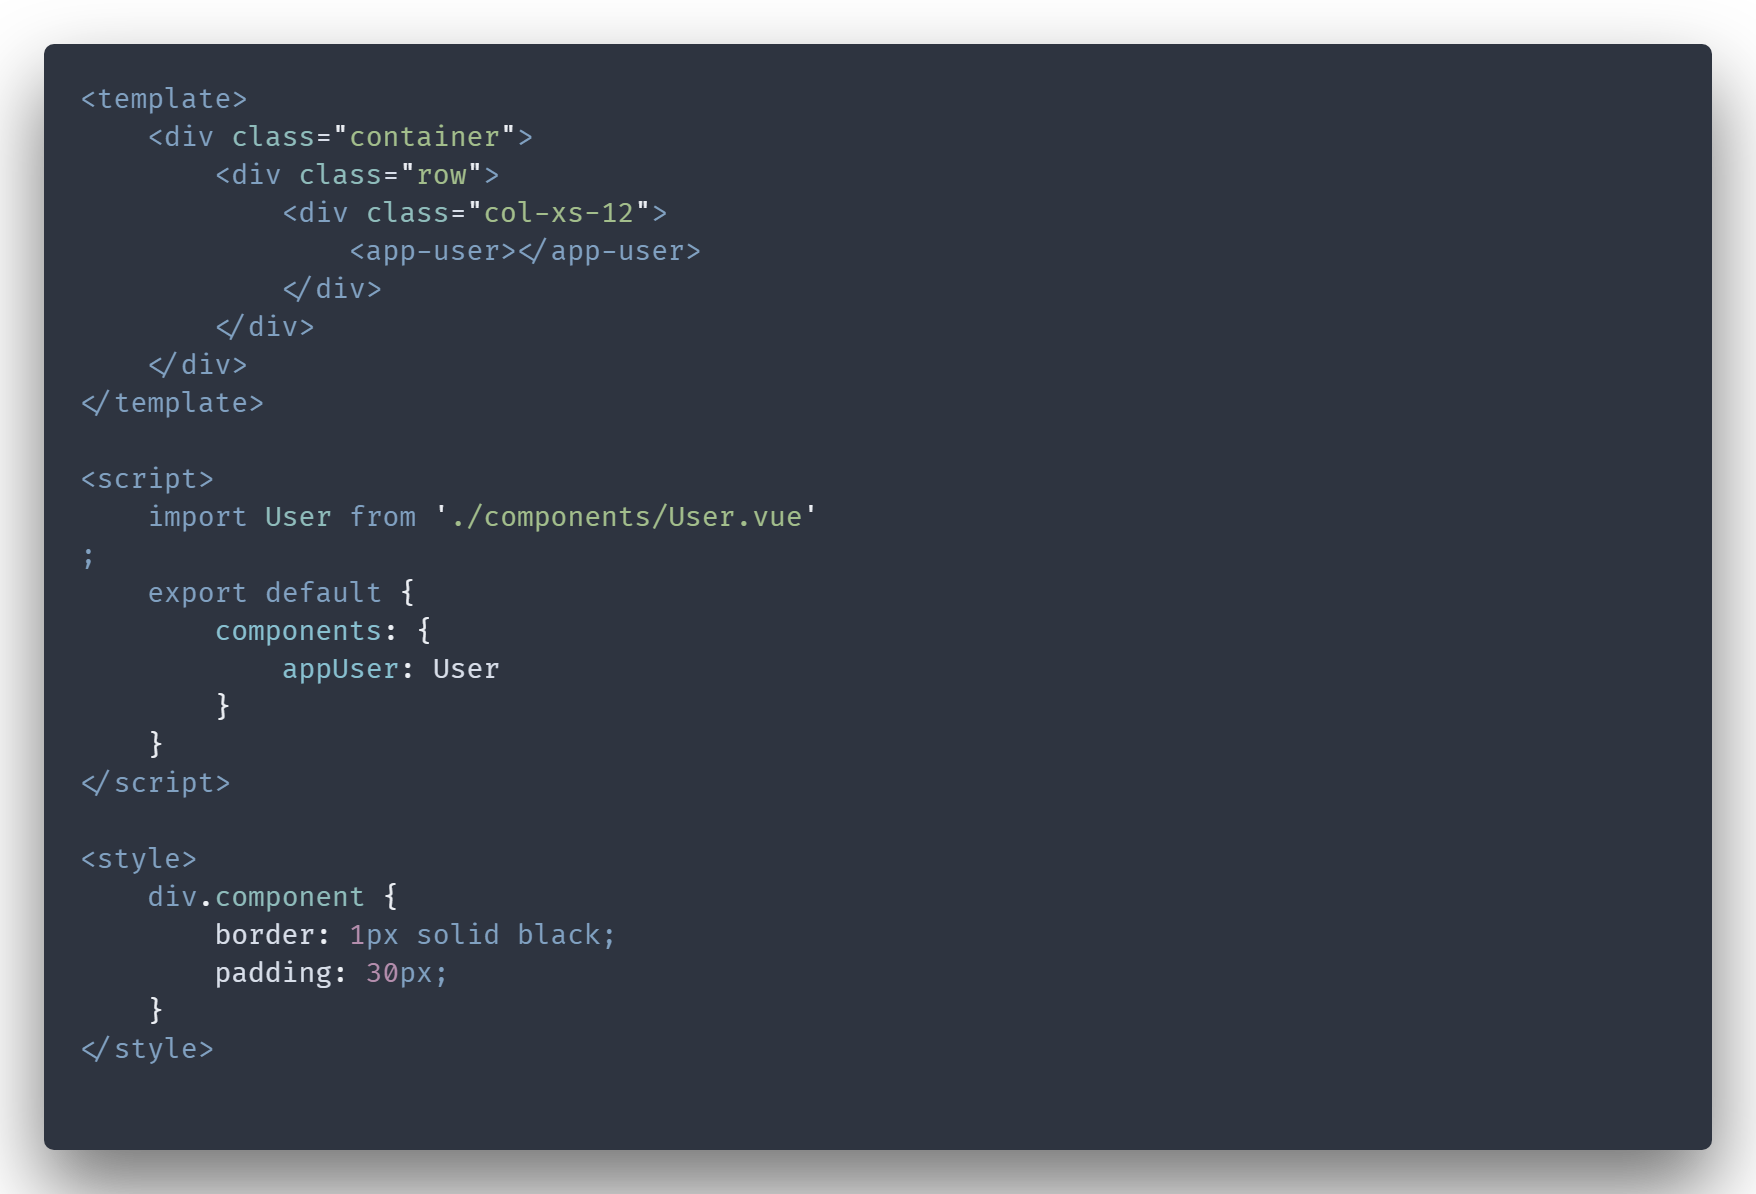 <template>
    <div class="container">
        <div class="row">
            <div class="col-xs-12">
                <app-user></app-user>
            </div>
        </div>
    </div>
</template>

<script>
    import User from './components/User.vue'
;
    export default {
        components: {
            appUser: User
        }
    }
</script>

<style>
    div.component {
        border: 1px solid black;
        padding: 30px;
    }
</style>